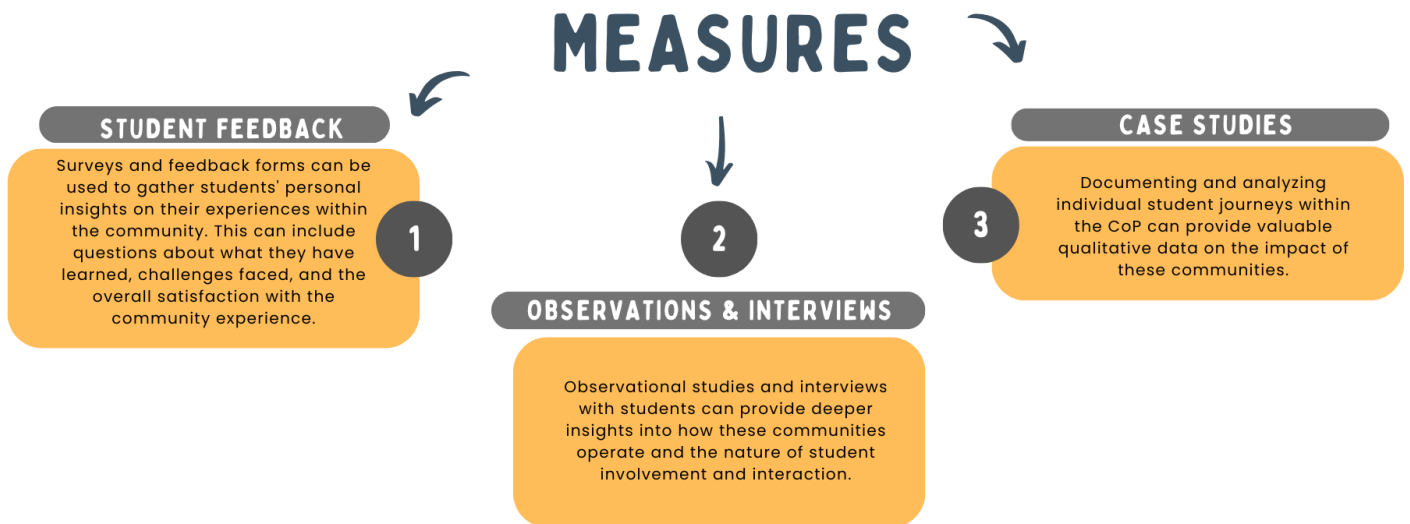 MEASURES
STUDENT FEEDBACK
Surveys and feedback forms can be
used to gather students' personal
insights on their experiences within
the community. This can include
questions about what they have
learned, challenges faced, and the
overall satisfaction with the
community experience.
1
2
OBSERVATIONS & INTERVIEWS
Observational studies and interviews
with students can provide deeper
insights into how these communities
operate and the nature of student
involvement and interaction.
3
CASE STUDIES
Documenting and analyzing
individual student journeys within
the CoP can provide valuable
qualitative data on the impact of
these communities.